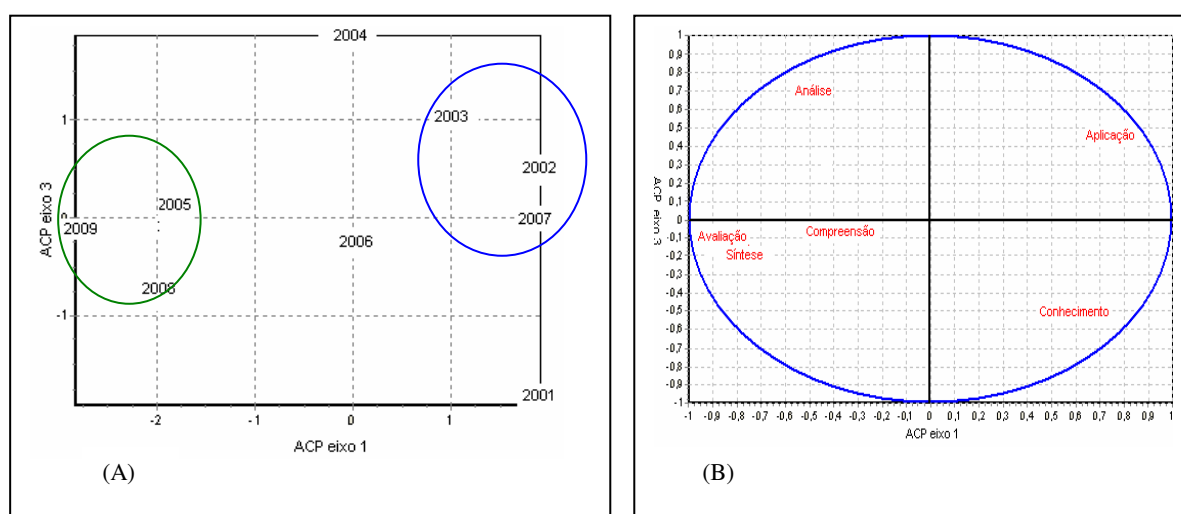 2004
1
2003
2002
2005
2007
2009
2006
2008
-1
2001
-2
-1
0
1
ACP eixo 3
ACP eixo 1
(A)
1
0,9
0,8
0,7
0,6
0,5
0,4
0,3
0,2
0,1
0
-0,1
-0,2
-0,3
-0,4
-0,5
-0,6
-0,7
-0,8
-0,9
-1
Análise
Aplicação
Avaliação
Compreensão
Síntese
Conhecimento
-1 -0,9 -0,8 -0,7 -0,6 -0,5 -0,4 -0,3 -0,2 -0,1 0 0,1 0,2 0,3 0,4 0,5 0,6 0,7 0,8 0,9 1
ACP eixo 3
ACP eixo 1
(B)